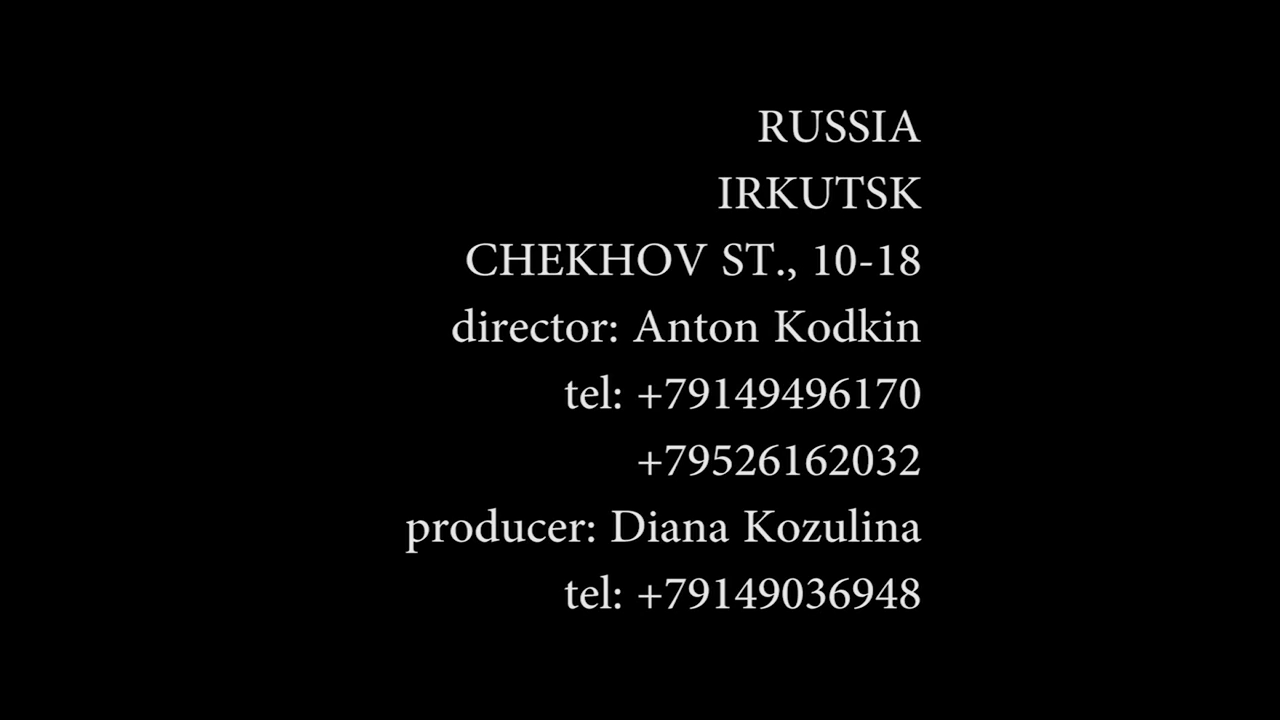 RUSSIA
IRKUTSK
CHEKHOV ST., 10-18
director: Anton Kodkin
tel: +79149496170
+79526162032
producer: Diana Kozulina
tel: +79149036948